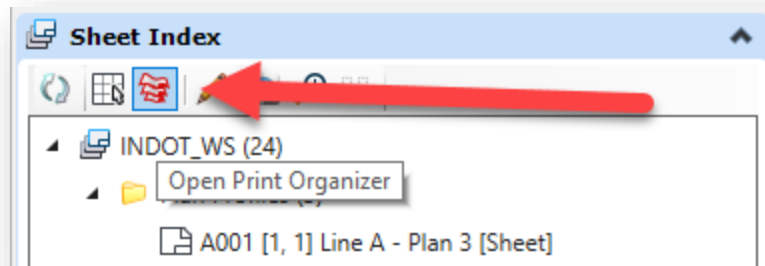 Sheet Index
INDOT_WS (24)
Open Print Organizer
A001 [1, 1] Line A - Plan 3 [Sheet]